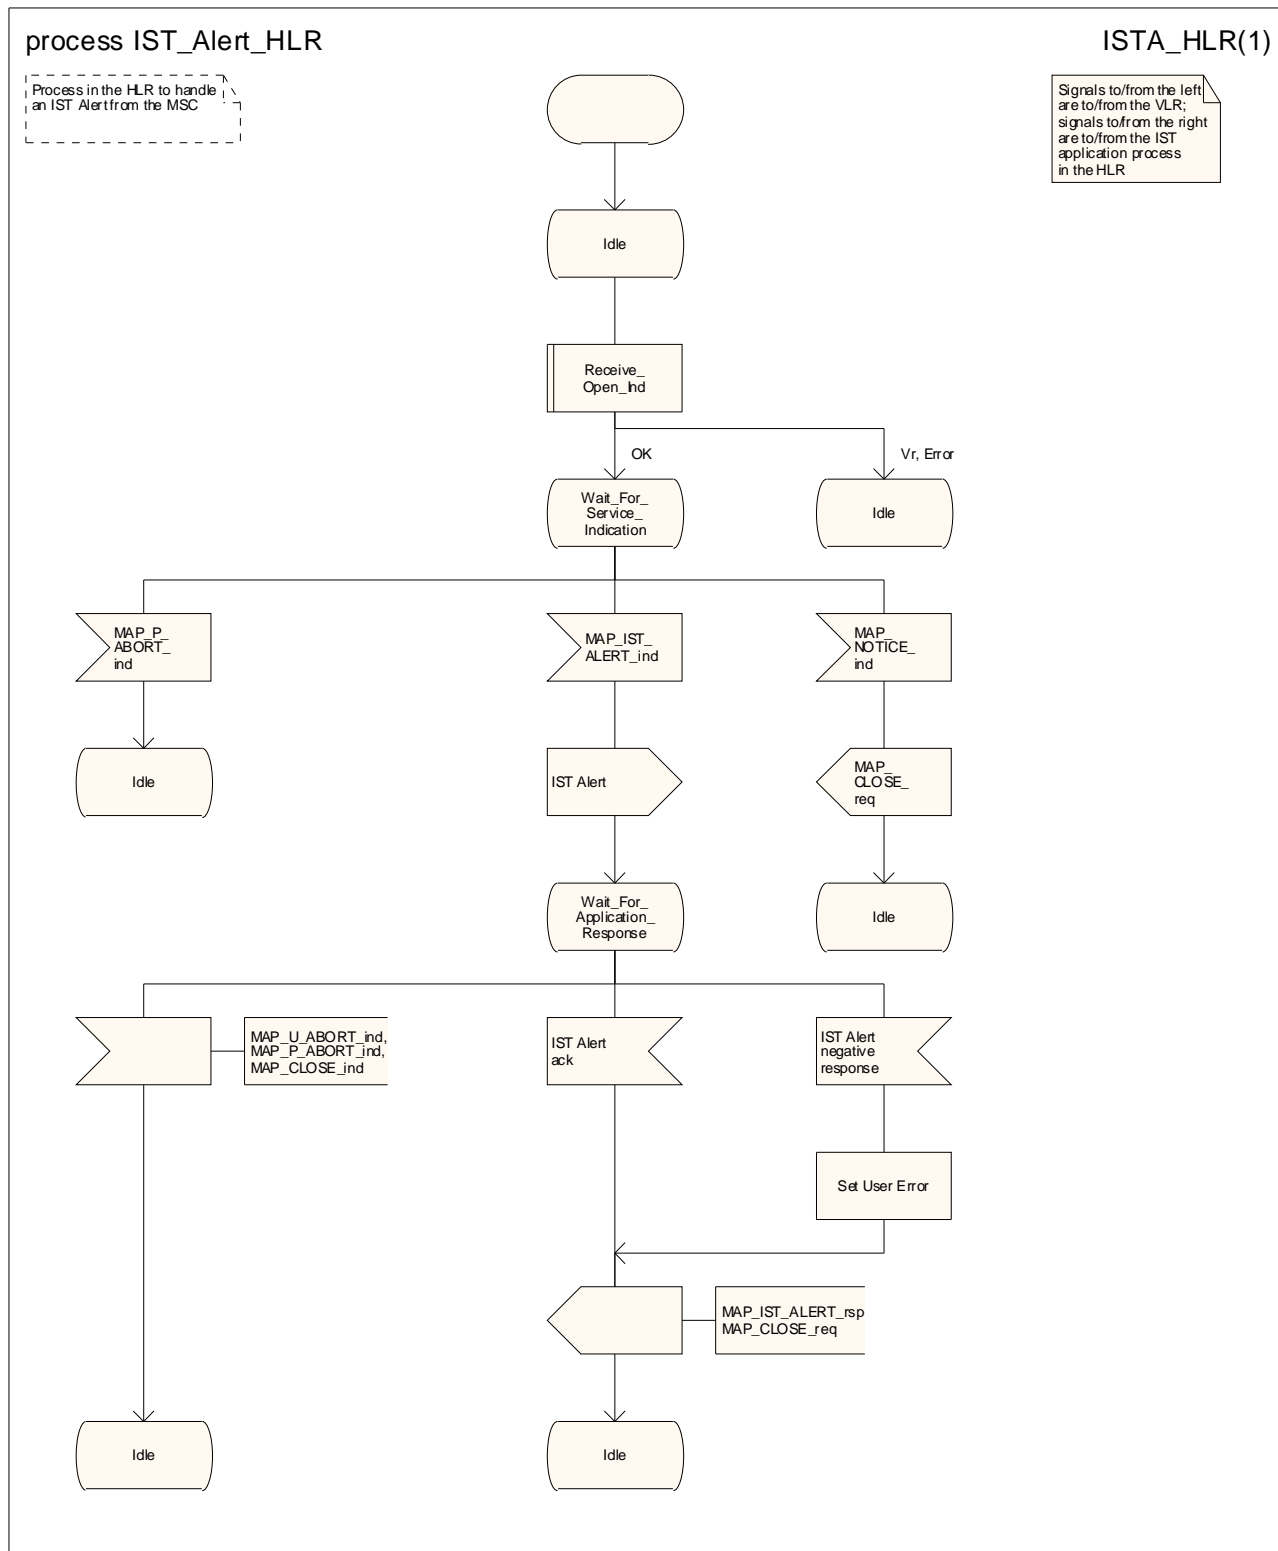 process IST_Alert_HLR
ISTA_HLR(1)
Process in the HLR to handle
an IST Alert from the MSC
Signals to/from the left
are to/from the VLR;
signals to/from the right
are to/from the IST
application process
in the HLR
Idle
Receive_
Open_Ind
OK
Vr, Error
Wait_For_
Service_
Indication
Idle
MAP_P_
ABORT_
ind
MAP_IST_
ALERT_ind
MAP_
NOTICE_
ind
Idle
IST Alert
MAP_
CLOSE_
req
Wait_For_
Application_
Response
Idle
MAP_U_ABORT_ind,
MAP_P_ABORT_ind,
MAP_CLOSE_ind
IST Alert
ack
IST Alert
negative
response
Set User Error
MAP_IST_ALERT_rsp
MAP_CLOSE_req
Idle
Idle